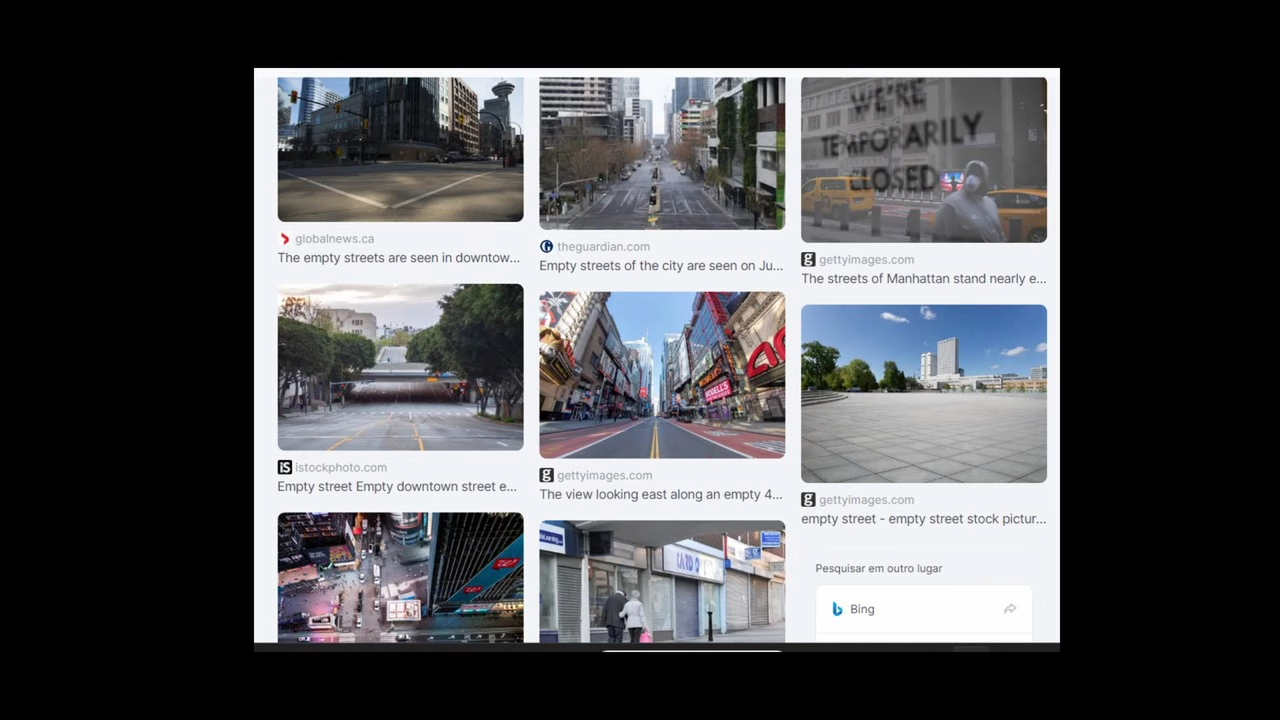 globalnews.ca
The empty streets are seen in downtow...
iS istockphoto.com
Empty street Empty downtown street e...
theguardian.com
Empty streets of the city are seen on Ju...
gettyimages.com
The view looking east along an empty 4...
CARD
WE'RE
TEMPORARILY
CLOSED
gettyimages.com
The streets of Manhattan stand nearly e...
gettyimages.com
empty street - empty street stock pictur...
Pesquisar em outro lugar
Bing